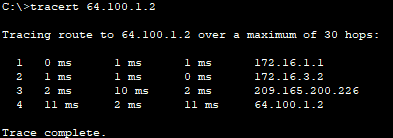 C:\>tracert 64.100.1.2
Tracing route to 64.100.1.2 over a maximum of 30 hops:
1 0 ms 1 ms 1 ms 172.16.1.1
2 1 ms 1 ms 0 ms 172.16.3.2
3 2 ms 10 ms 2 ms 209.165.200.226
4 11 ms 2 ms 11 ms 64.100.1.2
Trace complete.